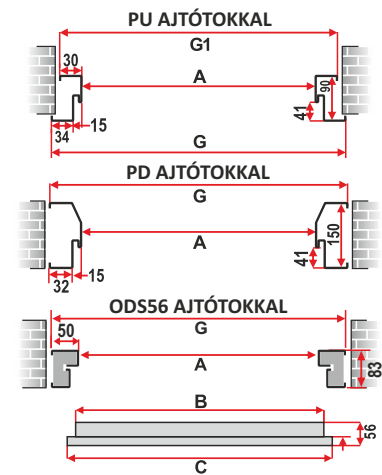 PU AJTÓTOKKAL
G1
30
A
90
41
15
34
G
PD AJTÓTOKKAL
G
A
150
41
15
32
ODS56 AJTÓTOKKAL
G
50
A
83
B
56
C